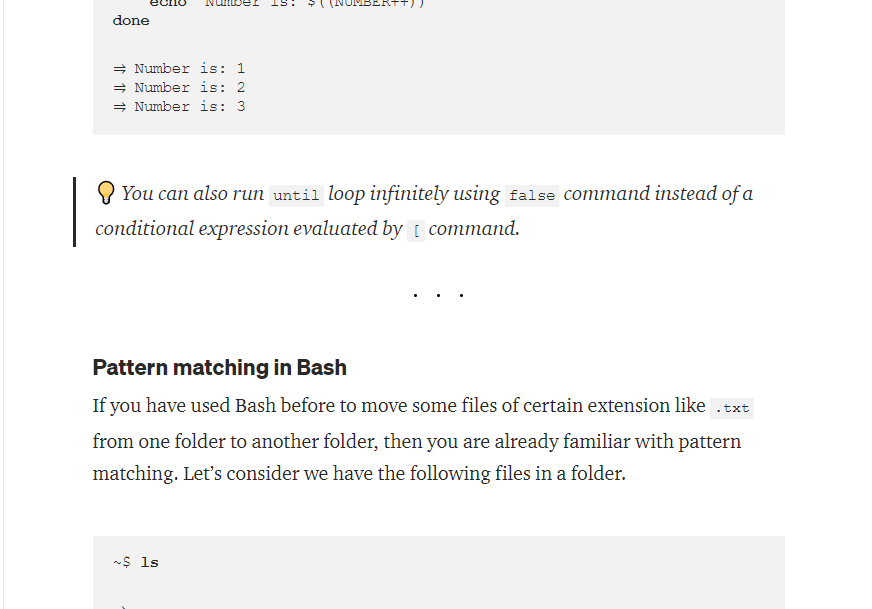 echo "Number is: $((NUMBER++))
done
⇒ Number is: 1
⇒ Number is: 2
⇒ Number is: 3
💡 You can also run until loop infinitely using false command instead of a
conditional expression evaluated by [ command.
. . .
Pattern matching in Bash
If you have used Bash before to move some files of certain extension like .txt
from one folder to another folder, then you are already familiar with pattern
matching. Let’s consider we have the following files in a folder.
~$ ls